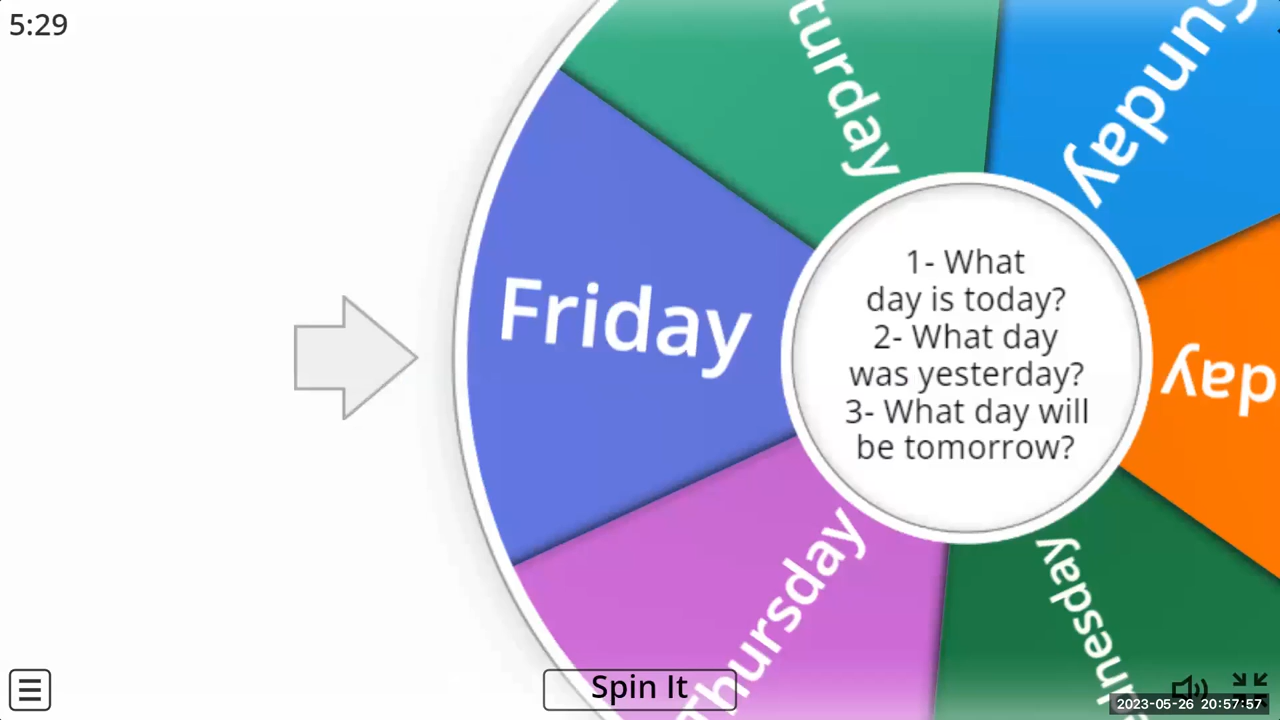 5:29
turday
Sunday
Friday
1- What
day is today?
2- What day
was yesterday?
3- What day will
be tomorrow?
day
Thursday
nesday
Spin It
2023-05-26 20:57:57